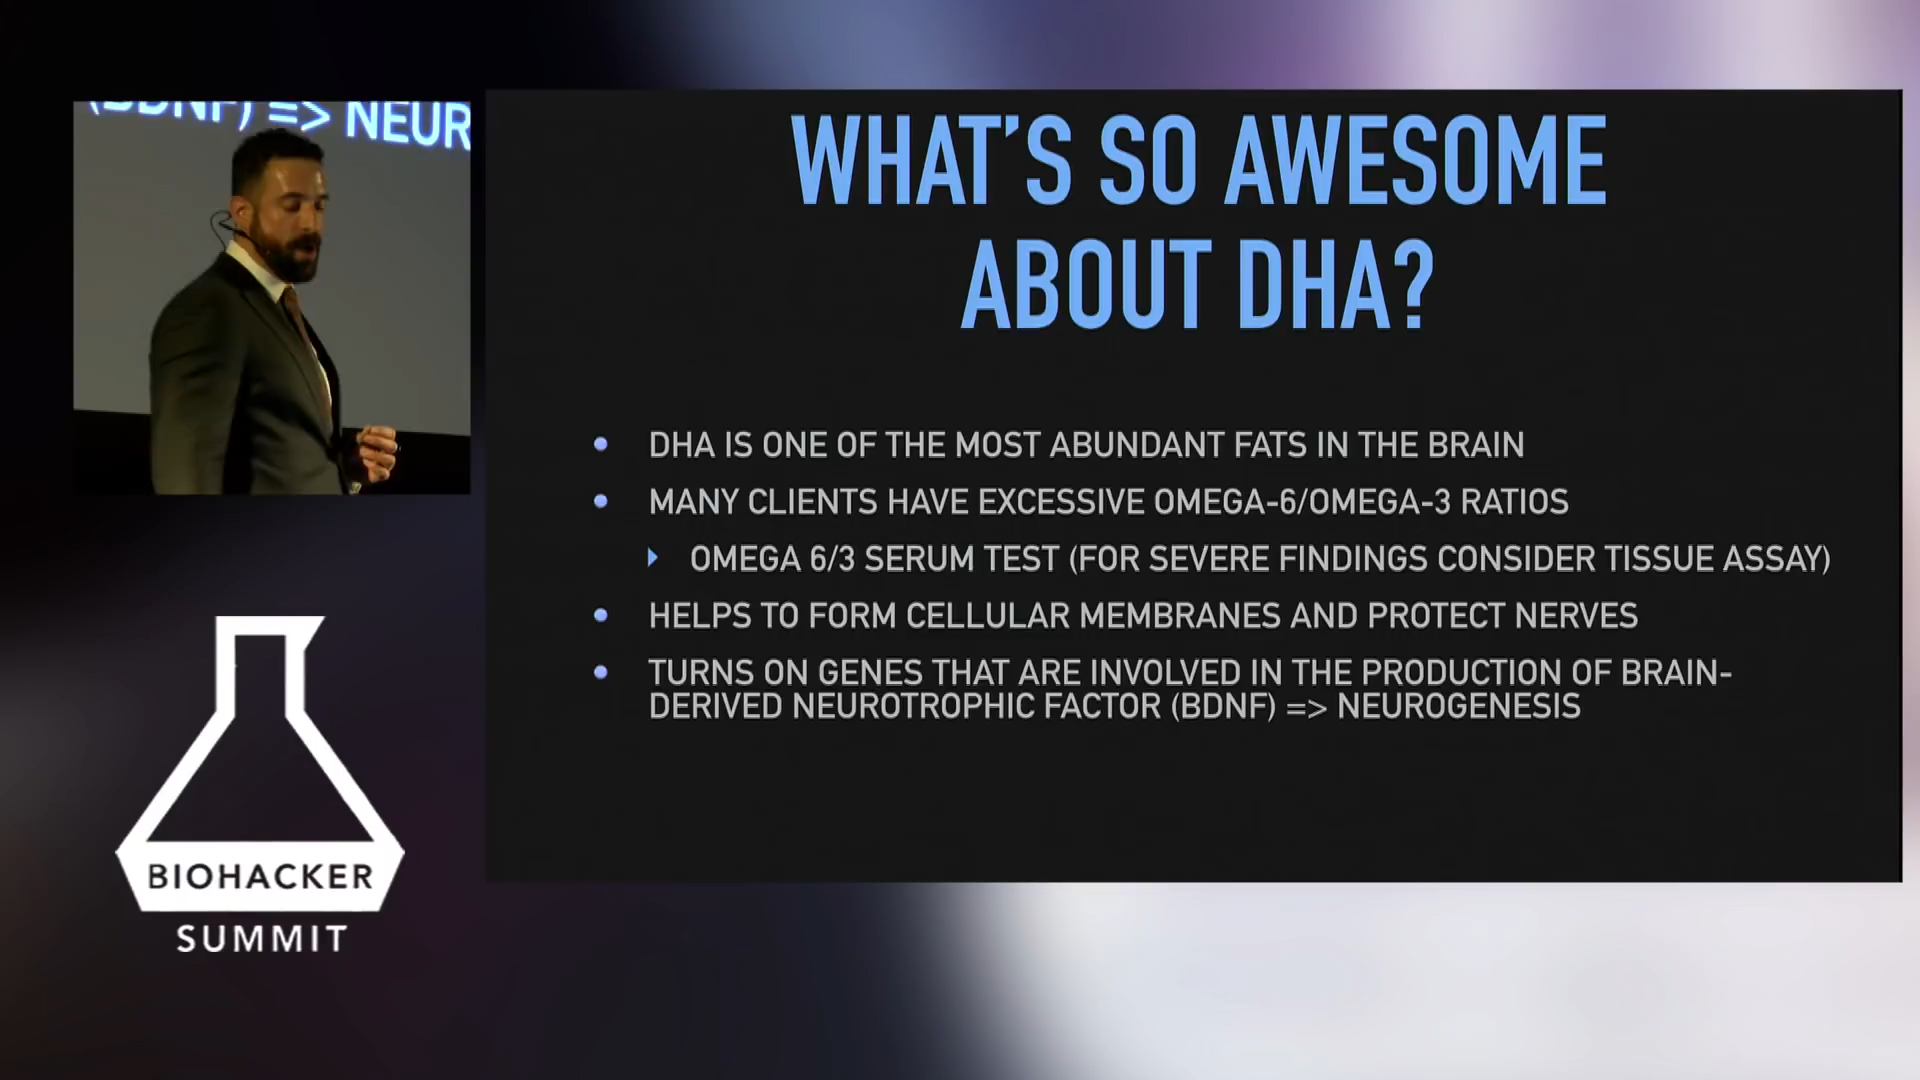 (BDNF) => NEUR
WHAT'S SO AWESOME
ABOUT DHA?
DHA IS ONE OF THE MOST ABUNDANT FATS IN THE BRAIN
MANY CLIENTS HAVE EXCESSIVE OMEGA-6/OMEGA-3 RATIOS
OMEGA 6/3 SERUM TEST (FOR SEVERE FINDINGS CONSIDER TISSUE ASSAY)
HELPS TO FORM CELLULAR MEMBRANES AND PROTECT NERVES
TURNS ON GENES THAT ARE INVOLVED IN THE PRODUCTION OF BRAIN-
DERIVED NEUROTROPHIC FACTOR (BDNF) => NEUROGENESIS
BIOHACKER
SUMMIT